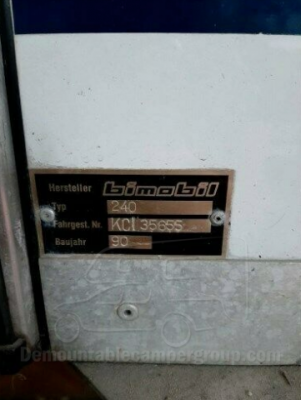 Hersteller bimobil
Typ 240
Fahrgest. Nr. KCI 35655
Baujahr 90
Demountablecampergroup.com